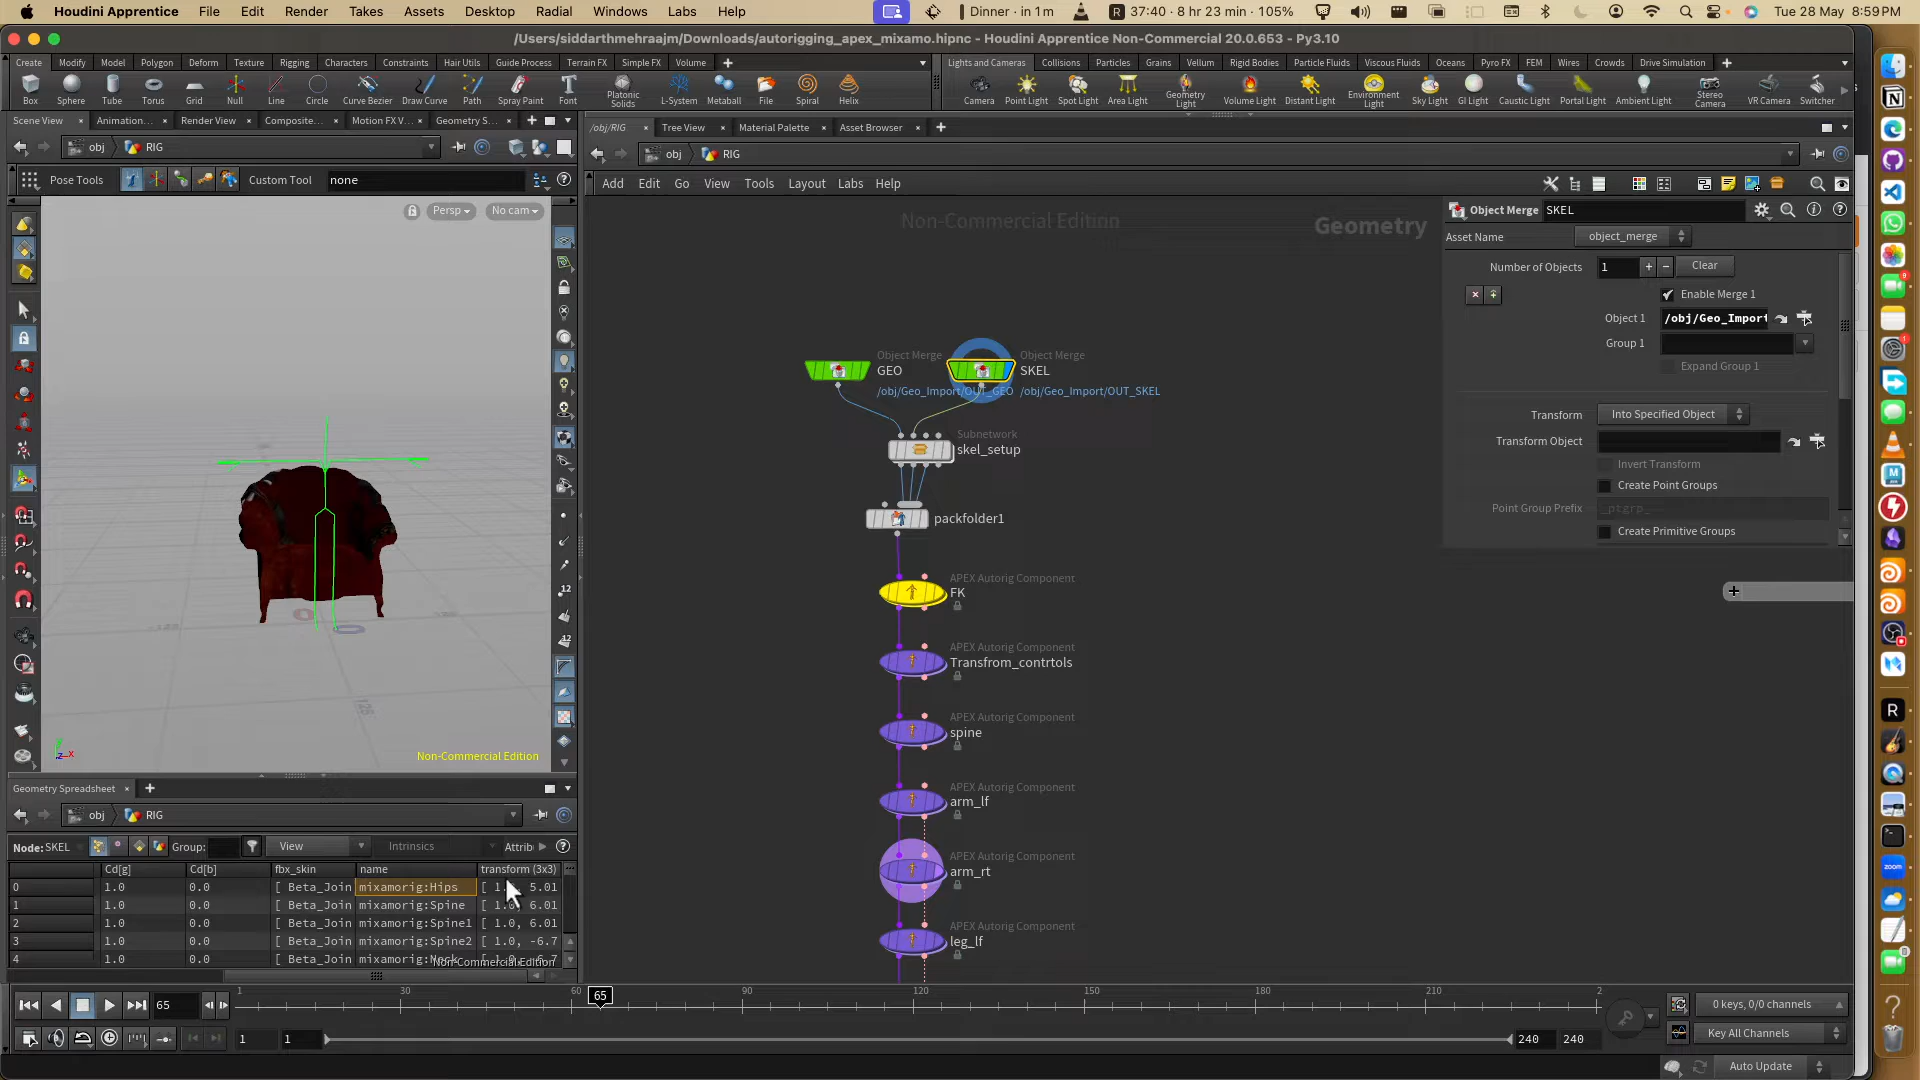 Houdini Apprentice File Edit Render Takes Assets Desktop Radial Windows Labs Help Dinner · in 1m R 37:40 · 8 hr 23 min · 105% Tue 28 May 8:59 PM
/Users/siddarthmehraajm/Downloads/autorigging_apex_mixamo.hipnc - Houdini Apprentice Non-Commercial 20.0.653 - Py3.10
Create Modify Model Polygon Deform Texture Rigging Characters Constraints Hair Utils Guide Process Terrain FX Simple FX Volume
Lights and Cameras Collisions Particles Grains Vellum Rigid Bodies Particle Fluids Viscous Fluids Oceans Pyro FX FEM Wires Crowds Drive Simulation
Box Sphere Tube Torus Grid Null Line Circle Curve Bezier Draw Curve Path Spray Paint Font Platonic Solids L-System Metaball File Spiral Helix
Camera Point Light Spot Light Area Light Geometry Light Volume Light Distant Light Environment Light Sky Light GI Light Caustic Light Portal Light Ambient Light Stereo Camera VR Camera Switcher
Scene View Animation... Render View Composite... Motion FX V... Geometry S...
/obj/RIG Tree View Material Palette Asset Browser
obj RIG
obj RIG
Pose Tools Custom Tool none
Add Edit Go View Tools Layout Labs Help
Persp No cam
Non-Commercial Edition
Geometry
Object Merge
GEO
/obj/Geo_Import/OUT_GEO
Object Merge
SKEL
/obj/Geo_Import/OUT_SKEL
Subnetwork
skel_setup
packfolder1
APEX Autorig Component
FK
APEX Autorig Component
Transfrom_contrtols
APEX Autorig Component
spine
APEX Autorig Component
arm_lf
APEX Autorig Component
arm_rt
APEX Autorig Component
leg_lf
Object Merge SKEL
Asset Name object_merge
Number of Objects 1 + − Clear
Enable Merge 1
Object 1 /obj/Geo_Import
Group 1
Expand Group 1
Transform Into Specified Object
Transform Object
Invert Transform
Create Point Groups
Point Group Prefix _ptgrp_
Create Primitive Groups
12
12
Non-Commercial Edition
Geometry Spreadsheet
obj RIG
Node: SKEL Group: View Intrinsics Attrib
Cd[g] Cd[b] fbx_skin name transform (3x3)
0 1.0 0.0 [ Beta_Join mixamorig:Hips [ 1. 5.01
1 1.0 0.0 [ Beta_Join mixamorig:Spine [ 1.0, 6.01
2 1.0 0.0 [ Beta_Join mixamorig:Spine1 [ 1.0, 6.01
3 1.0 0.0 [ Beta_Join mixamorig:Spine2 [ 1.0, -6.7
4 1.0 0.0 [ Beta_Join mixamorig:Neck
Non-Commercial Edition
65 1 30 60 65 90 120 150 180 210 2
0 keys, 0/0 channels
1 1 240 240
Key All Channels
Auto Update